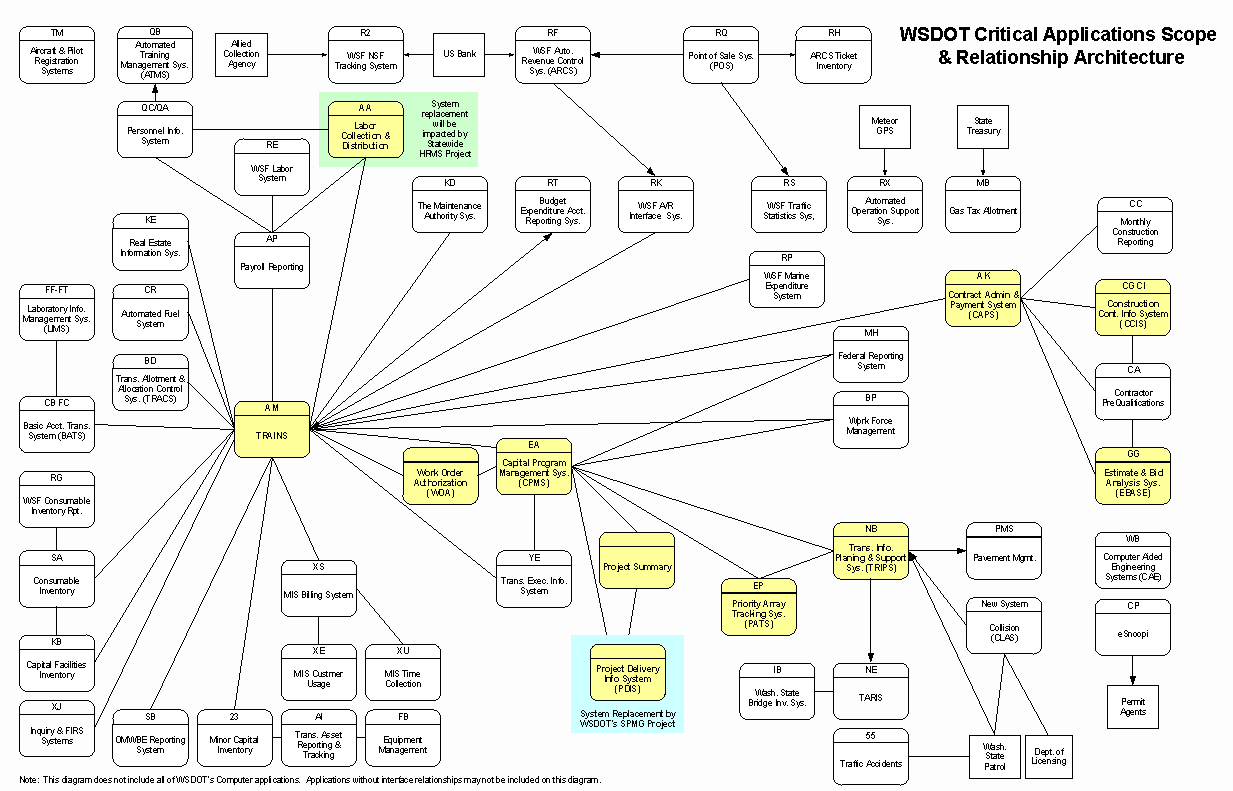 WSDOT Critical Applications Scope
& Relationship Architecture
TM
Aircraft & Pilot
Registration
Systems
QB
Automated
Training
Management Sys.
(ATMS)
Allied
Collection
Agency
R2
WSF NSF
Tracking System
US Bank
RF
WSF Auto.
Revenue Control
Sys. (ARCS)
RQ
Point of Sale Sys.
(POS)
RH
ARCS Ticket
Inventory
QC/QA
Personnel Info.
System
AA
Labor
Collection &
Distribution
System
replacement
will be
impacted by
Statewide
HRMS Project
RE
WSF Labor
System
Meteor
GPS
State
Treasury
KD
The Maintenance
Authority Sys.
RT
Budget
Expenditure Acct.
Reporting Sys.
RK
WSF A/R
Interface Sys.
RS
WSF Traffic
Statistics Sys,
RX
Automated
Operation Support
Sys.
MB
Gas Tax Allotment
CC
Monthly
Construction
Reporting
KE
Real Estate
Information Sys.
AP
Payroll Reporting
RP
WSF Marine
Expenditure
System
AK
Contract Admin &
Payment System
(CAPS)
CG CI
Construction
Cont. Info System
(CCIS)
FF-FT
Laboratory Info.
Management Sys.
(LIMS)
CR
Automated Fuel
System
MH
Federal Reporting
System
BD
Trans. Allotment &
Allocation Control
Sys. (TRACS)
CA
Contractor
PreQualifications
CB FC
Basic Acct. Trans.
System (BATS)
AM
TRAINS
BP
Work Force
Management
Work Order
Authorization
(WOA)
EA
Capital Program
Management Sys.
(CPMS)
GG
Estimate & Bid
Analysis Sys.
(EBASE)
RG
WSF Consumable
Inventory Rpt.
SA
Consumable
Inventory
XS
MIS Billing System
YE
Trans. Exec. Info.
System
Project Summary
EP
Priority Array
Tracking Sys.
(PATS)
NB
Trans. Info.
Planing & Support
Sys. (TRIPS)
PMS
Pavement Mgmt.
WB
Computer Aided
Engineering
Systems (CAE)
New System
Collision
(CLAS)
CP
eSnoopi
KB
Capital Facilities
Inventory
XE
MIS Custmer
Usage
XU
MIS Time
Collection
Project Delivery
Info System
(PDIS)
System Replacement by
WSDOT's SPMG Project
IB
Wash. State
Bridge Inv. Sys.
NE
TARIS
Permit
Agents
XJ
Inquiry & FIRS
Systems
SB
OMWBE Reporting
System
23
Minor Capital
Inventory
AI
Trans. Asset
Reporting &
Tracking
FB
Equipment
Management
55
Traffic Accidents
Wash.
State
Patrol
Dept. of
Licensing
Note: This diagram does not include all of WSDOT's Computer applications. Applications without interface relationships may not be included on this diagram.